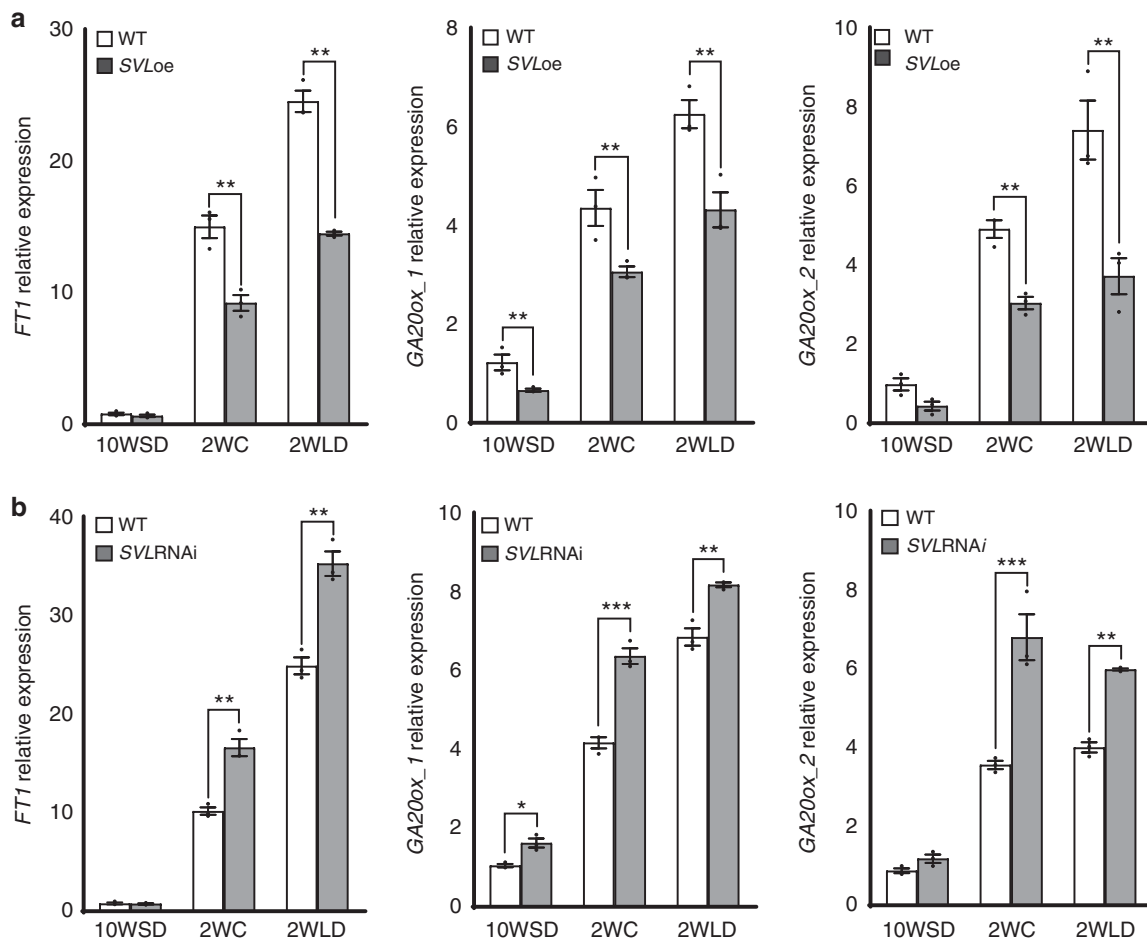 a
FT1 relative expression
30
20
10
0
WT
SVLoe
**
**
10WSD 2WC 2WLD
GA20ox_1 relative expression
8
6
4
2
0
WT
SVLoe
**
**
**
10WSD 2WC 2WLD
GA20ox_2 relative expression
10
8
6
4
2
0
WT
SVLoe
**
**
10WSD 2WC 2WLD
b
FT1 relative expression
40
30
20
10
0
WT
SVLRNAi
**
**
10WSD 2WC 2WLD
GA20ox_1 relative expression
10
8
6
4
2
0
WT
SVLRNAi
*
***
**
10WSD 2WC 2WLD
GA20ox_2 relative expression
10
8
6
4
2
0
WT
SVLRNAi
***
**
10WSD 2WC 2WLD